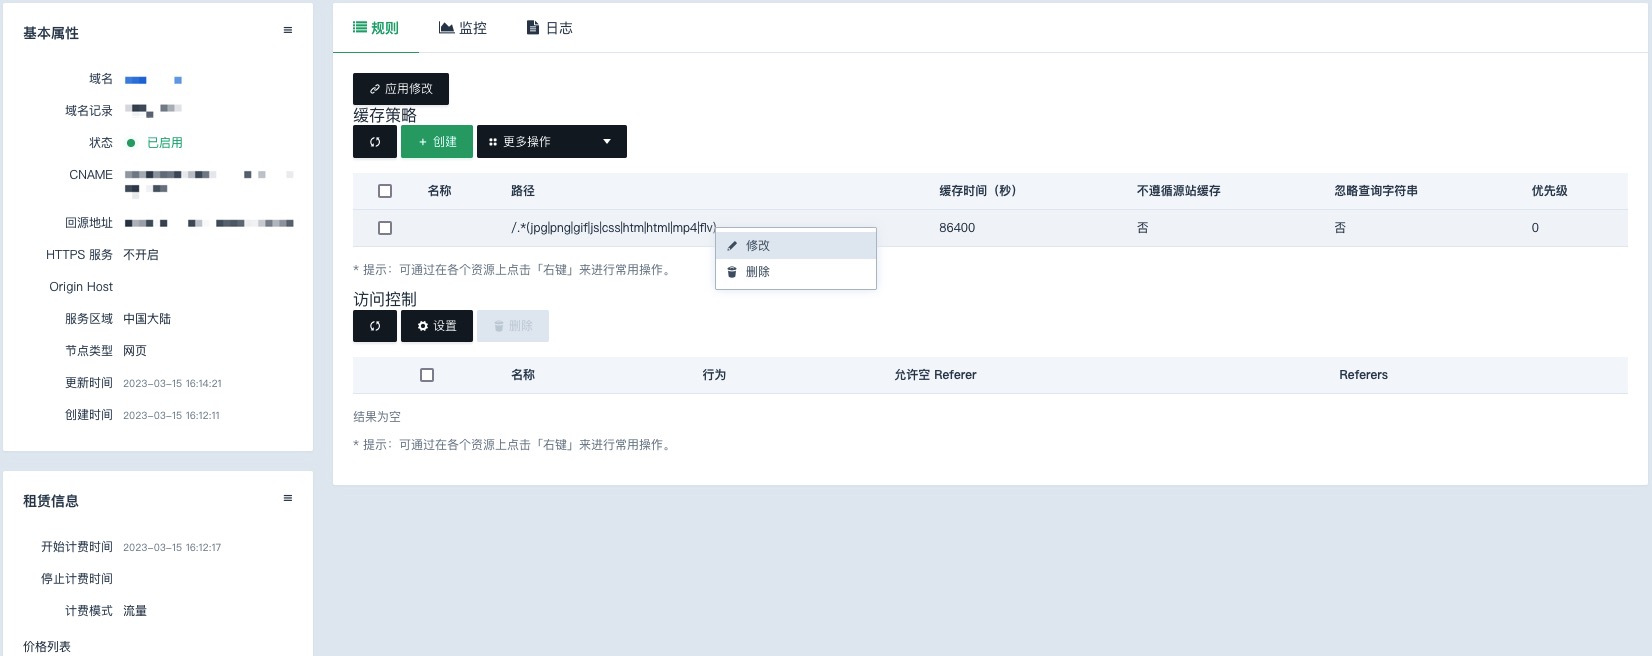 基本属性
域名
域名记录
状态 已启用
CNAME
回源地址
HTTPS 服务 不开启
Origin Host
服务区域 中国大陆
节点类型 网页
更新时间 2023-03-15 16:14:21
创建时间 2023-03-15 16:12:11
租赁信息
开始计费时间 2023-03-15 16:12:17
停止计费时间
计费模式 流量
价格列表
规则 监控 日志
应用修改
缓存策略
+ 创建 更多操作
名称 路径 缓存时间（秒） 不遵循源站缓存 忽略查询字符串 优先级
/.*(jpg|png|gif|js|css|htm|html|mp4|flv) 86400 否 否 0
修改
删除
* 提示：可通过在各个资源上点击「右键」来进行常用操作。
访问控制
设置 删除
名称 行为 允许空 Referer Referers
结果为空
* 提示：可通过在各个资源上点击「右键」来进行常用操作。